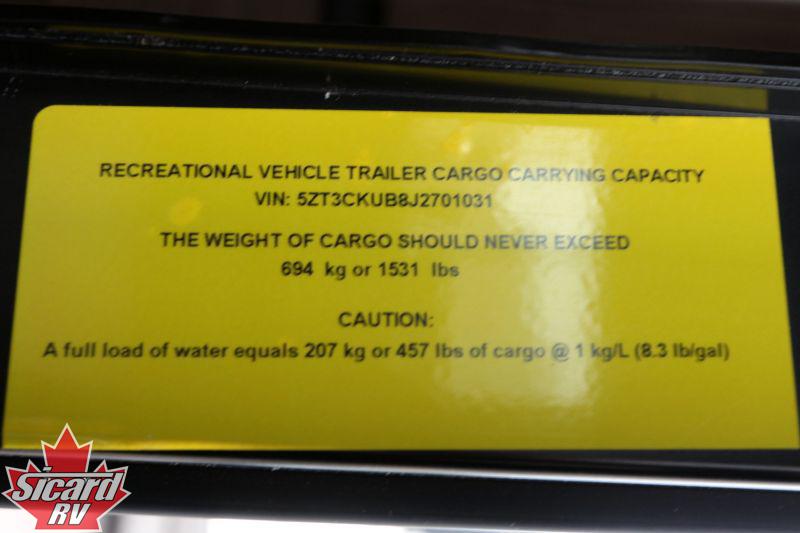 RECREATIONAL VEHICLE TRAILER CARGO CARRYING CAPACITY
VIN: 5ZT3CKUB8J2701031
THE WEIGHT OF CARGO SHOULD NEVER EXCEED
694 kg or 1531 lbs
CAUTION:
A full load of water equals 207 kg or 457 lbs of cargo @ 1 kg/L (8.3 lb/gal)
Sicard
RV